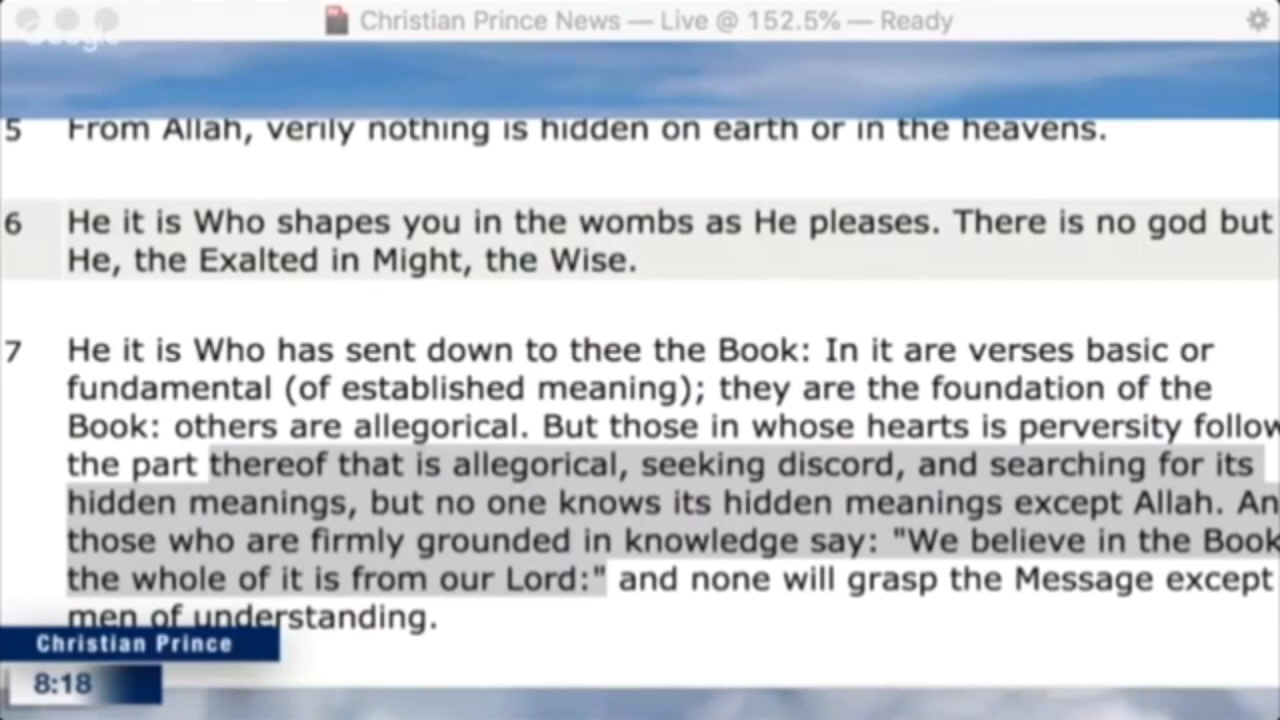 Christian Prince News — Live @ 152.5% — Ready
Google
5 From Allah, verily nothing is hidden on earth or in the heavens.
6 He it is Who shapes you in the wombs as He pleases. There is no god but
He, the Exalted in Might, the Wise.
7 He it is Who has sent down to thee the Book: In it are verses basic or
fundamental (of established meaning); they are the foundation of the
Book: others are allegorical. But those in whose hearts is perversity follow
the part thereof that is allegorical, seeking discord, and searching for its
hidden meanings, but no one knows its hidden meanings except Allah. An
those who are firmly grounded in knowledge say: "We believe in the Book
the whole of it is from our Lord:" and none will grasp the Message except
men of understanding.
Christian Prince
8:18